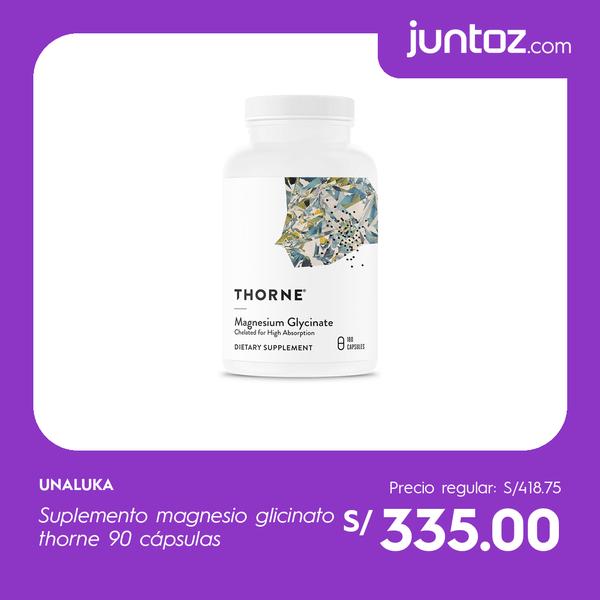 juntoz.com
THORNE®
Magnesium Glycinate
Chelated for High Absorption
DIETARY SUPPLEMENT
180
CAPSULES
UNALUKA
Suplemento magnesio glicinato
thorne 90 cápsulas
Precio regular: S/418.75
S/ 335.00